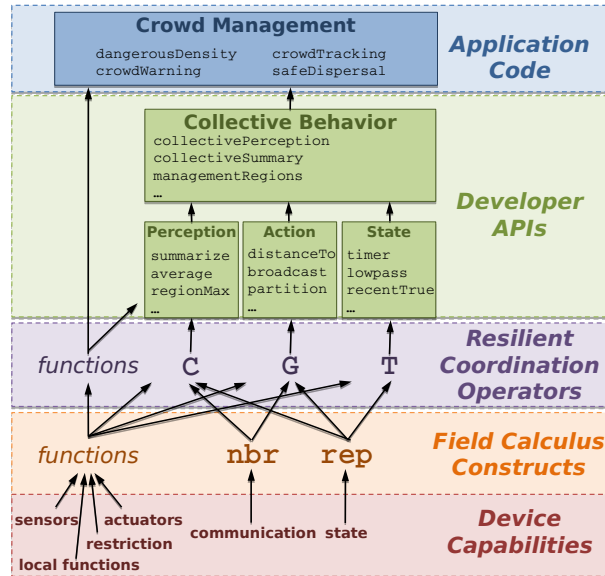 Crowd Management
dangerousDensity crowdTracking
crowdWarning safeDispersal
Application
Code
Collective Behavior
collectivePerception
collectiveSummary
managementRegions
…
Perception
summarize
average
regionMax
…
Action
distanceTo
broadcast
partition
…
State
timer
lowpass
recentTrue
…
Developer
APIs
functions C G T
Resilient
Coordination
Operators
functions nbr rep
Field Calculus
Constructs
sensors actuators
restriction
local functions
communication state
Device
Capabilities